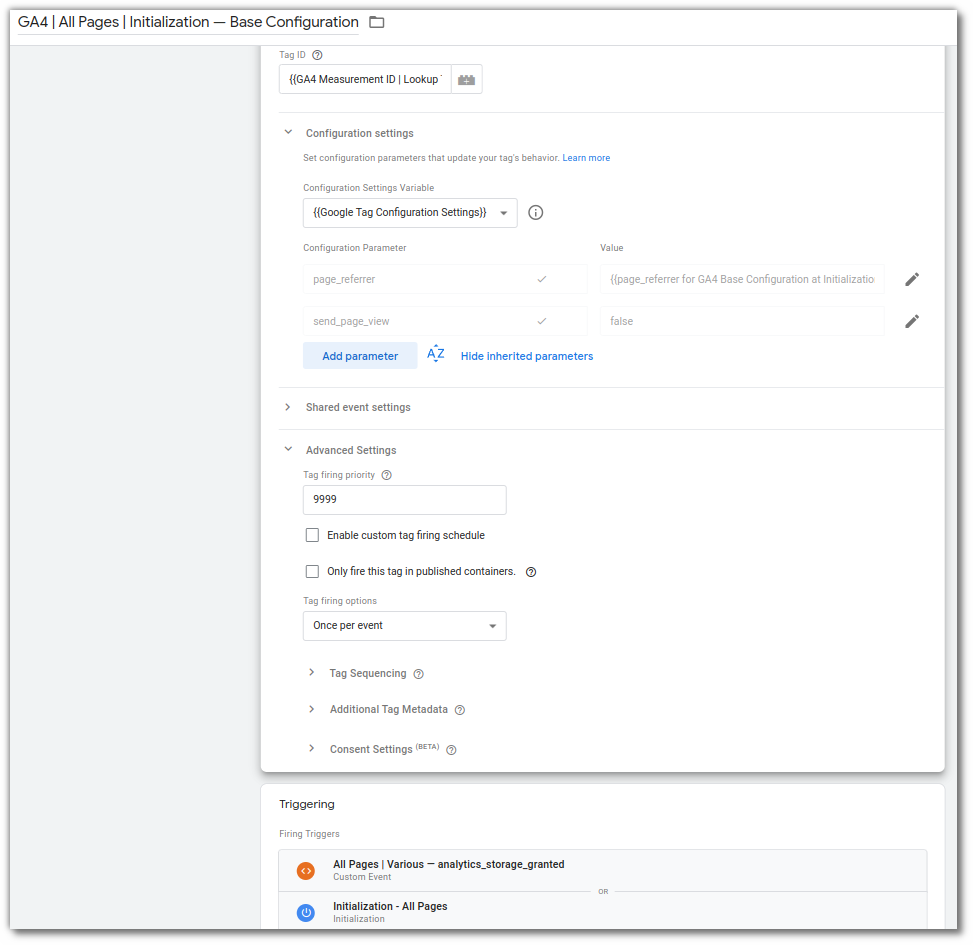 GA4 | All Pages | Initialization — Base Configuration
Tag ID
{{GA4 Measurement ID | Lookup
Configuration settings
Set configuration parameters that update your tag's behavior. Learn more
Configuration Settings Variable
{{Google Tag Configuration Settings}}
Configuration Parameter Value
page_referrer {{page_referrer for GA4 Base Configuration at Initializatio
send_page_view false
Add parameter AZ Hide inherited parameters
Shared event settings
Advanced Settings
Tag firing priority
9999
Enable custom tag firing schedule
Only fire this tag in published containers.
Tag firing options
Once per event
Tag Sequencing
Additional Tag Metadata
Consent Settings (BETA)
Triggering
Firing Triggers
All Pages | Various — analytics_storage_granted
Custom Event
OR
Initialization - All Pages
Initialization